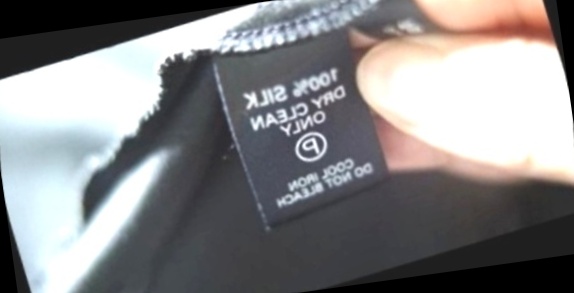 100% SILK
DRY CLEAN
ONLY
P
COOL IRON
DO NOT BLEACH